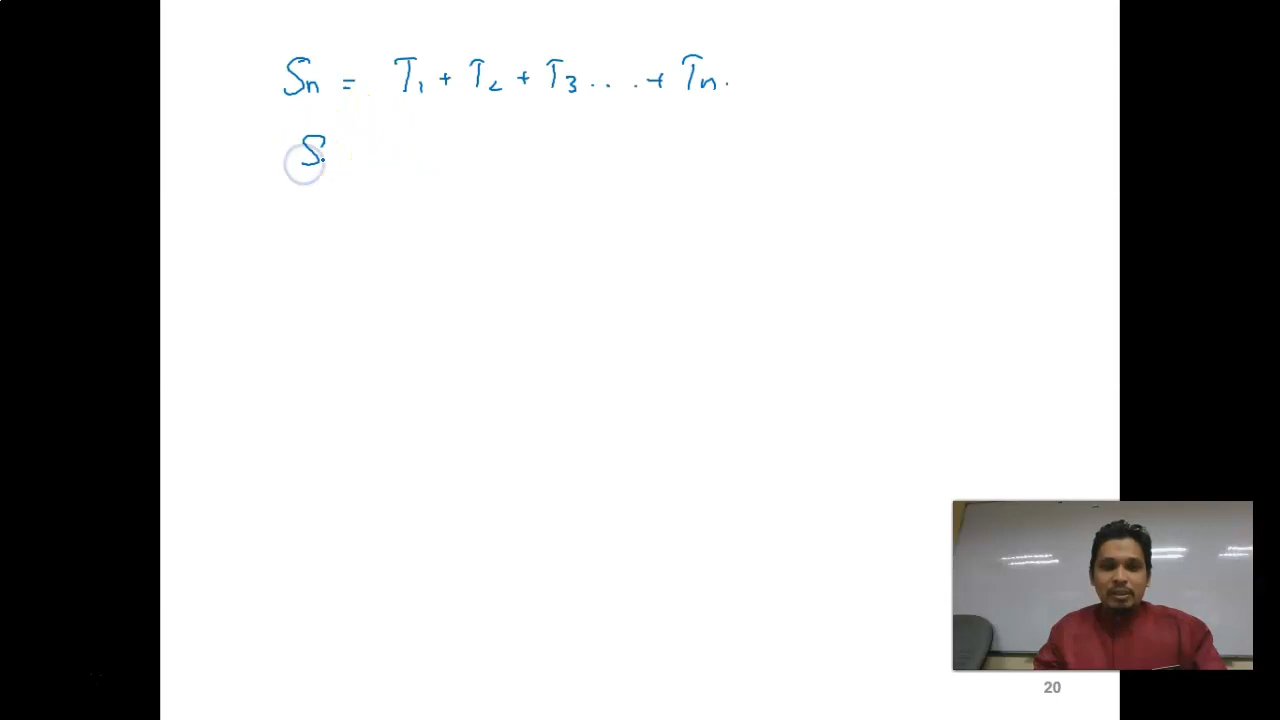 Sn = T1 + T2 + T3 . . . . + Tn.
S
20